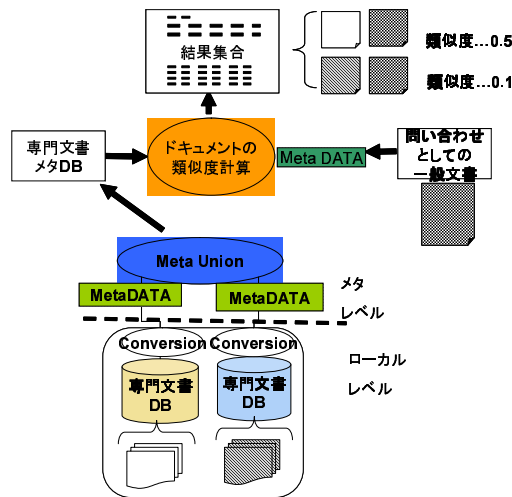 結果集合
類似度…0.5
類似度…0.1
専門文書
メタDB
ドキュメントの
類似度計算
Meta DATA
問い合わせ
としての
一般文書
Meta Union
MetaDATA
MetaDATA
メタ
レベル
Conversion
Conversion
ローカル
レベル
専門文書
DB
専門文書
DB